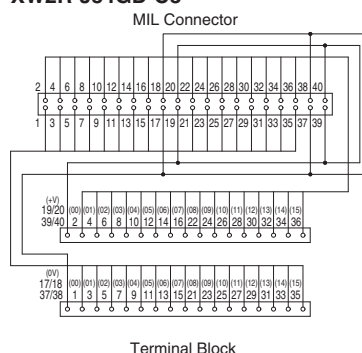 XW2R-J34GD-C3
MIL Connector
2 4 6 8 10 12 14 16 18 20 22 24 26 28 30 32 34 36 38 40
1 3 5 7 9 11 13 15 17 19 21 23 25 27 29 31 33 35 37 39
(+V) (00) (01) (02) (03) (04) (05) (06) (07) (08) (09) (10) (11) (12) (13) (14) (15)
19/20 39/40 2 4 6 8 10 12 14 16 22 24 26 28 30 32 34 36
(0V) (00) (01) (02) (03) (04) (05) (06) (07) (08) (09) (10) (11) (12) (13) (14) (15)
17/18 37/38 1 3 5 7 9 11 13 15 21 23 25 27 29 31 33 35
Terminal Block